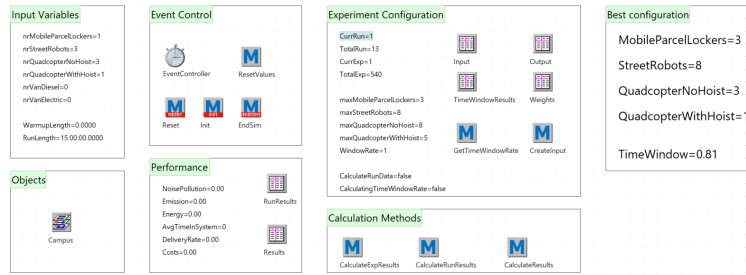 Input Variables
nrMobileParcelLockers=1
nrStreetRobots=3
nrQuadcopterNoHoist=3
nrQuadcopterWithHoist=1
nrVanDiesel=0
nrVanElectric=0
WarmupLength=0.0000
RunLength=15:00:00.0000
Objects
Campus
Event Control
EventController
ResetValues
M
RESET
M
INIT
M
ENDSIM
Reset
Init
EndSim
Performance
NoisePollution=0.00
Emission=0.00
Energy=0.00
AvgTimeInSystem=0
DeliveryRate=0.00
Costs=0.00
RunResults
Results
Experiment Configuration
CurrRun=1
TotalRun=13
CurrExp=1
TotalExp=540
maxMobileParcelLockers=3
maxStreetRobots=8
maxQuadcopterNoHoist=8
maxQuadcopterWithHoist=5
WindowRate=1
CalculateRunData=false
CalculatingTimeWindowRate=false
Input
Output
TimeWindowResults
Weights
M
M
GetTimeWindowRate
CreateInput
Calculation Methods
M
M
M
CalculateExpResults
CalculateRunResults
CalculateResults
Best configuration
MobileParcelLockers=3
StreetRobots=8
QuadcopterNoHoist=3
QuadcopterWithHoist=1
TimeWindow=0.81